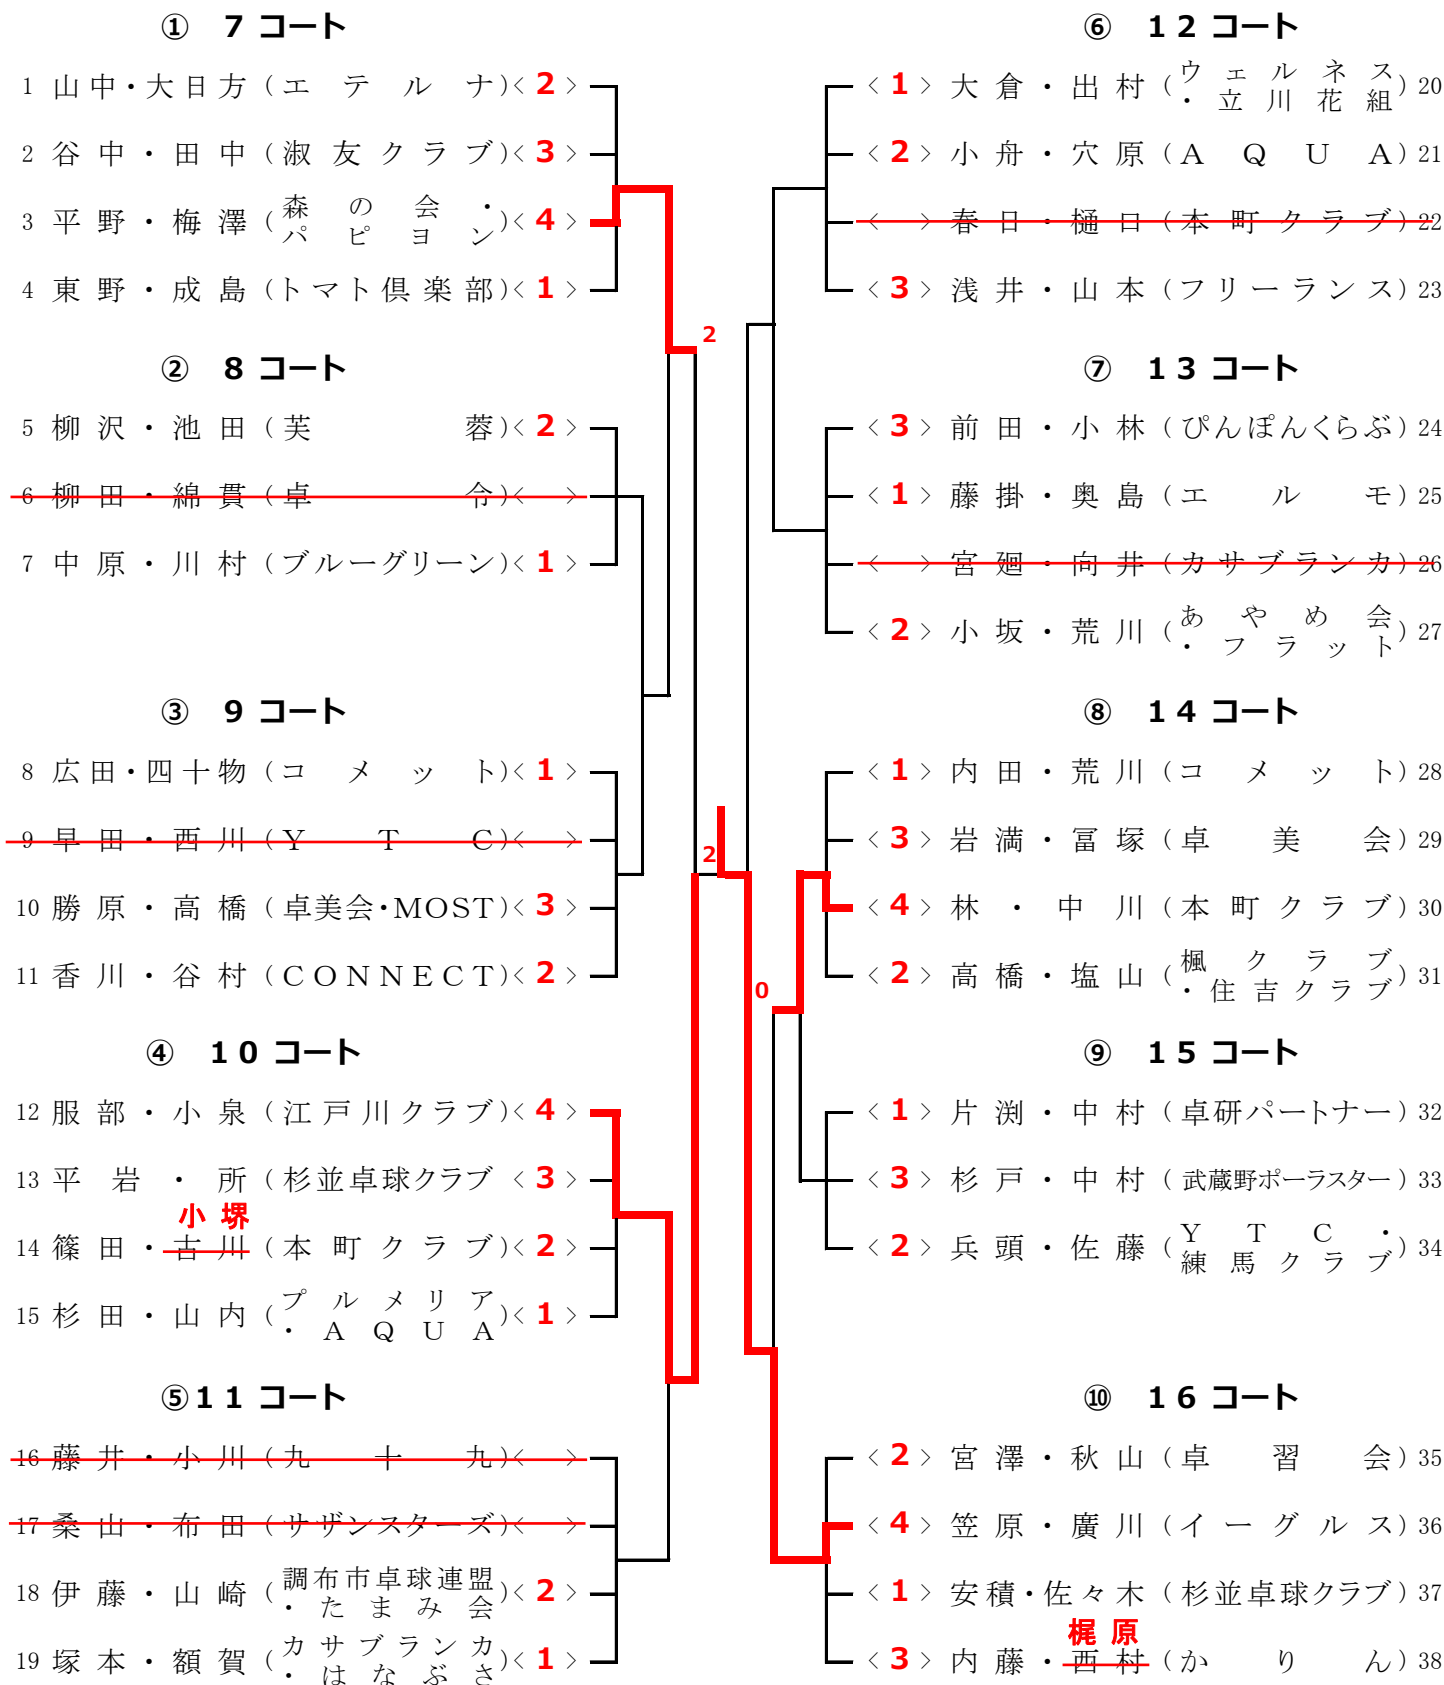 ① 7 コート
1 山中・大日方 (エテルナ) < 2 >
2 谷中・田中 (淑友クラブ) < 3 >
3 平野・梅澤 (森の会・
パピヨン) < 4 >
4 東野・成島 (トマト倶楽部) < 1 >
2
② 8 コート
5 柳沢・池田 (芙蓉) < 2 >
6 柳田・綿貫 (卓令) < >
7 中原・川村 (ブルーグリーン) < 1 >
③ 9 コート
8 広田・四十物 (コメット) < 1 >
9 早田・西川 (YTC) < >
2
10 勝原・高橋 (卓美会・MOST) < 3 >
11 香川・谷村 (CONNECT) < 2 >
④ 10 コート
12 服部・小泉 (江戸川クラブ) < 4 >
13 平岩・所 (杉並卓球クラブ < 3 >
小堺
14 篠田・古川 (本町クラブ) < 2 >
15 杉田・山内 (プルメリア
・AQUA) < 1 >
⑤ 11 コート
16 藤井・小川 (九十九) < >
17 桑山・布田 (サザンスターズ) < >
18 伊藤・山崎 (調布市卓球連盟
・たまみ会) < 2 >
19 塚本・額賀 (カサブランカ
・はなぶさ) < 1 >
⑥ 12 コート
< 1 > 大倉・出村 (ウェルネス
・立川花組) 20
< 2 > 小舟・穴原 (AQUA) 21
< > 春日・樋口 (本町クラブ) 22
< 3 > 浅井・山本 (フリーランス) 23
⑦ 13 コート
< 3 > 前田・小林 (ぴんぽんくらぶ) 24
< 1 > 藤掛・奥島 (エルモ) 25
< > 宮廻・向井 (カサブランカ) 26
< 2 > 小坂・荒川 (あやめ会
・フラット) 27
⑧ 14 コート
< 1 > 内田・荒川 (コメット) 28
< 3 > 岩満・冨塚 (卓美会) 29
< 4 > 林・中川 (本町クラブ) 30
< 2 > 高橋・塩山 (楓クラブ
・住吉クラブ) 31
0
⑨ 15 コート
< 1 > 片渕・中村 (卓研パートナー) 32
< 3 > 杉戸・中村 (武蔵野ポーラスター) 33
< 2 > 兵頭・佐藤 (YTC・
練馬クラブ) 34
⑩ 16 コート
< 2 > 宮澤・秋山 (卓習会) 35
< 4 > 笠原・廣川 (イーグルス) 36
< 1 > 安積・佐々木 (杉並卓球クラブ) 37
梶原
< 3 > 内藤・西村 (かりん) 38